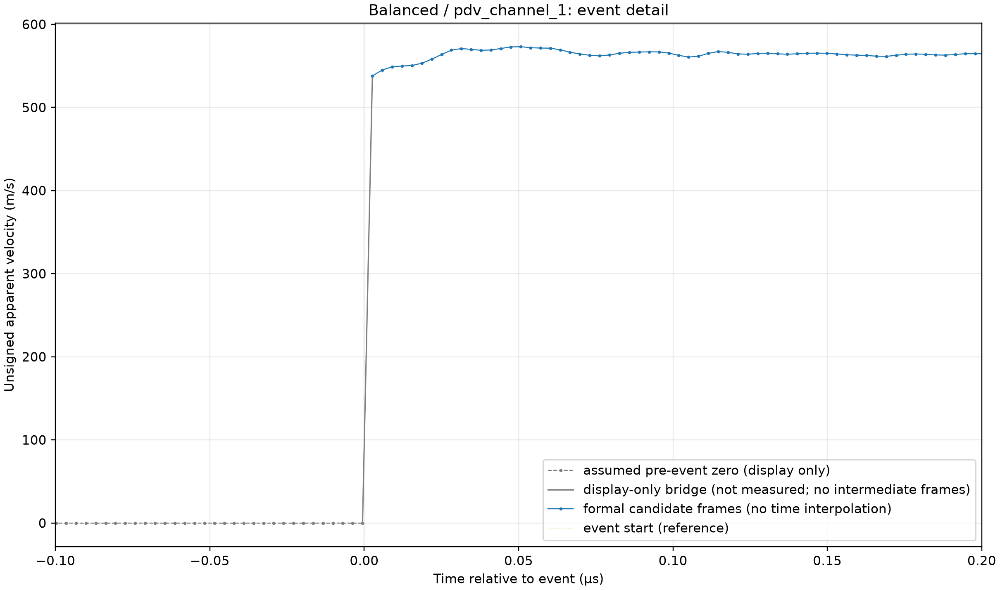 Balanced / pdv_channel_1: event detail
600
500
400
300
200
100
0
Unsigned apparent velocity (m/s)
assumed pre-event zero (display only)
display-only bridge (not measured; no intermediate frames)
formal candidate frames (no time interpolation)
event start (reference)
−0.10 −0.05 0.00 0.05 0.10 0.15 0.20
Time relative to event (µs)